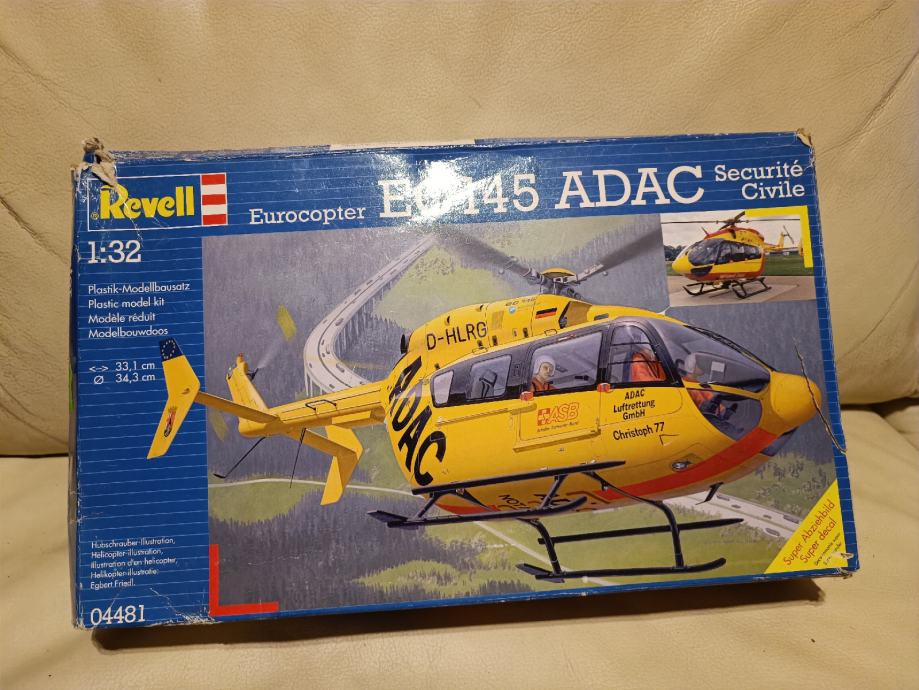 Revell
Eurocopter EC 145 ADAC Securité Civile
1:32
Plastik-Modellbausatz
Plastic model kit
Modèle réduit
Modelbouwdoos
<--> 33,1 cm
Ø 34,3 cm
D-HLRG
ADAC
ASB
ADAC
Luftrettung
GmbH
Christoph 77
Super Abziehbild
Super decal
Hubschrauber-Illustration,
Helicopter-illustration,
Illustration d'en helicopter,
Helikopter-illustratie:
Egbert Friedl.
04481